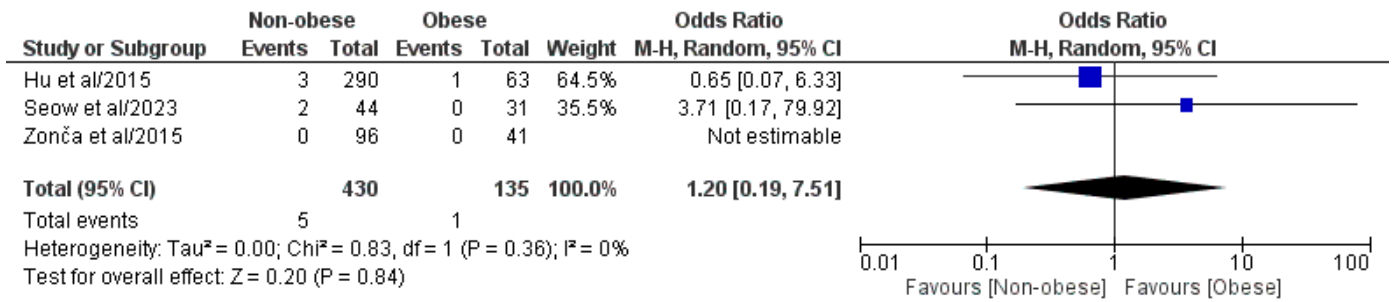 Non-obese Obese Odds Ratio Odds Ratio
Study or Subgroup Events Total Events Total Weight M-H, Random, 95% CI M-H, Random, 95% CI
Hu et al/2015 3 290 1 63 64.5% 0.65 [0.07, 6.33]
Seow et al/2023 2 44 0 31 35.5% 3.71 [0.17, 79.92]
Zonča et al/2015 0 96 0 41 Not estimable
Total (95% CI) 430 135 100.0% 1.20 [0.19, 7.51]
Total events 5 1
Heterogeneity: Tau² = 0.00; Chi² = 0.83, df = 1 (P = 0.36); I² = 0%
Test for overall effect: Z = 0.20 (P = 0.84)
0.01 0.1 1 10 100
Favours [Non-obese] Favours [Obese]